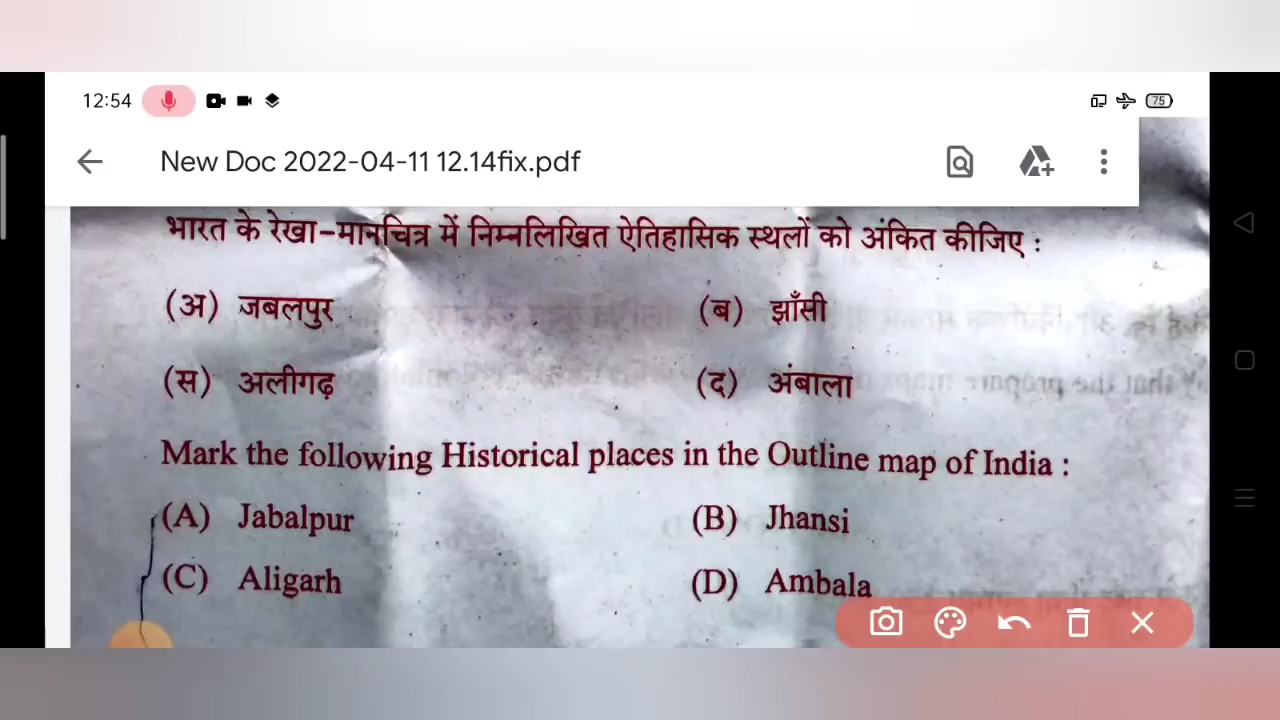 12:54
75
New Doc 2022-04-11 12.14fix.pdf
भारत के रेखा-मानचित्र में निम्नलिखित ऐतिहासिक स्थलों को अंकित कीजिए :
(अ) जबलपुर (ब) झाँसी
(स) अलीगढ़ (द) अंबाला
Mark the following Historical places in the Outline map of India :
(A) Jabalpur (B) Jhansi
(C) Aligarh (D) Ambala